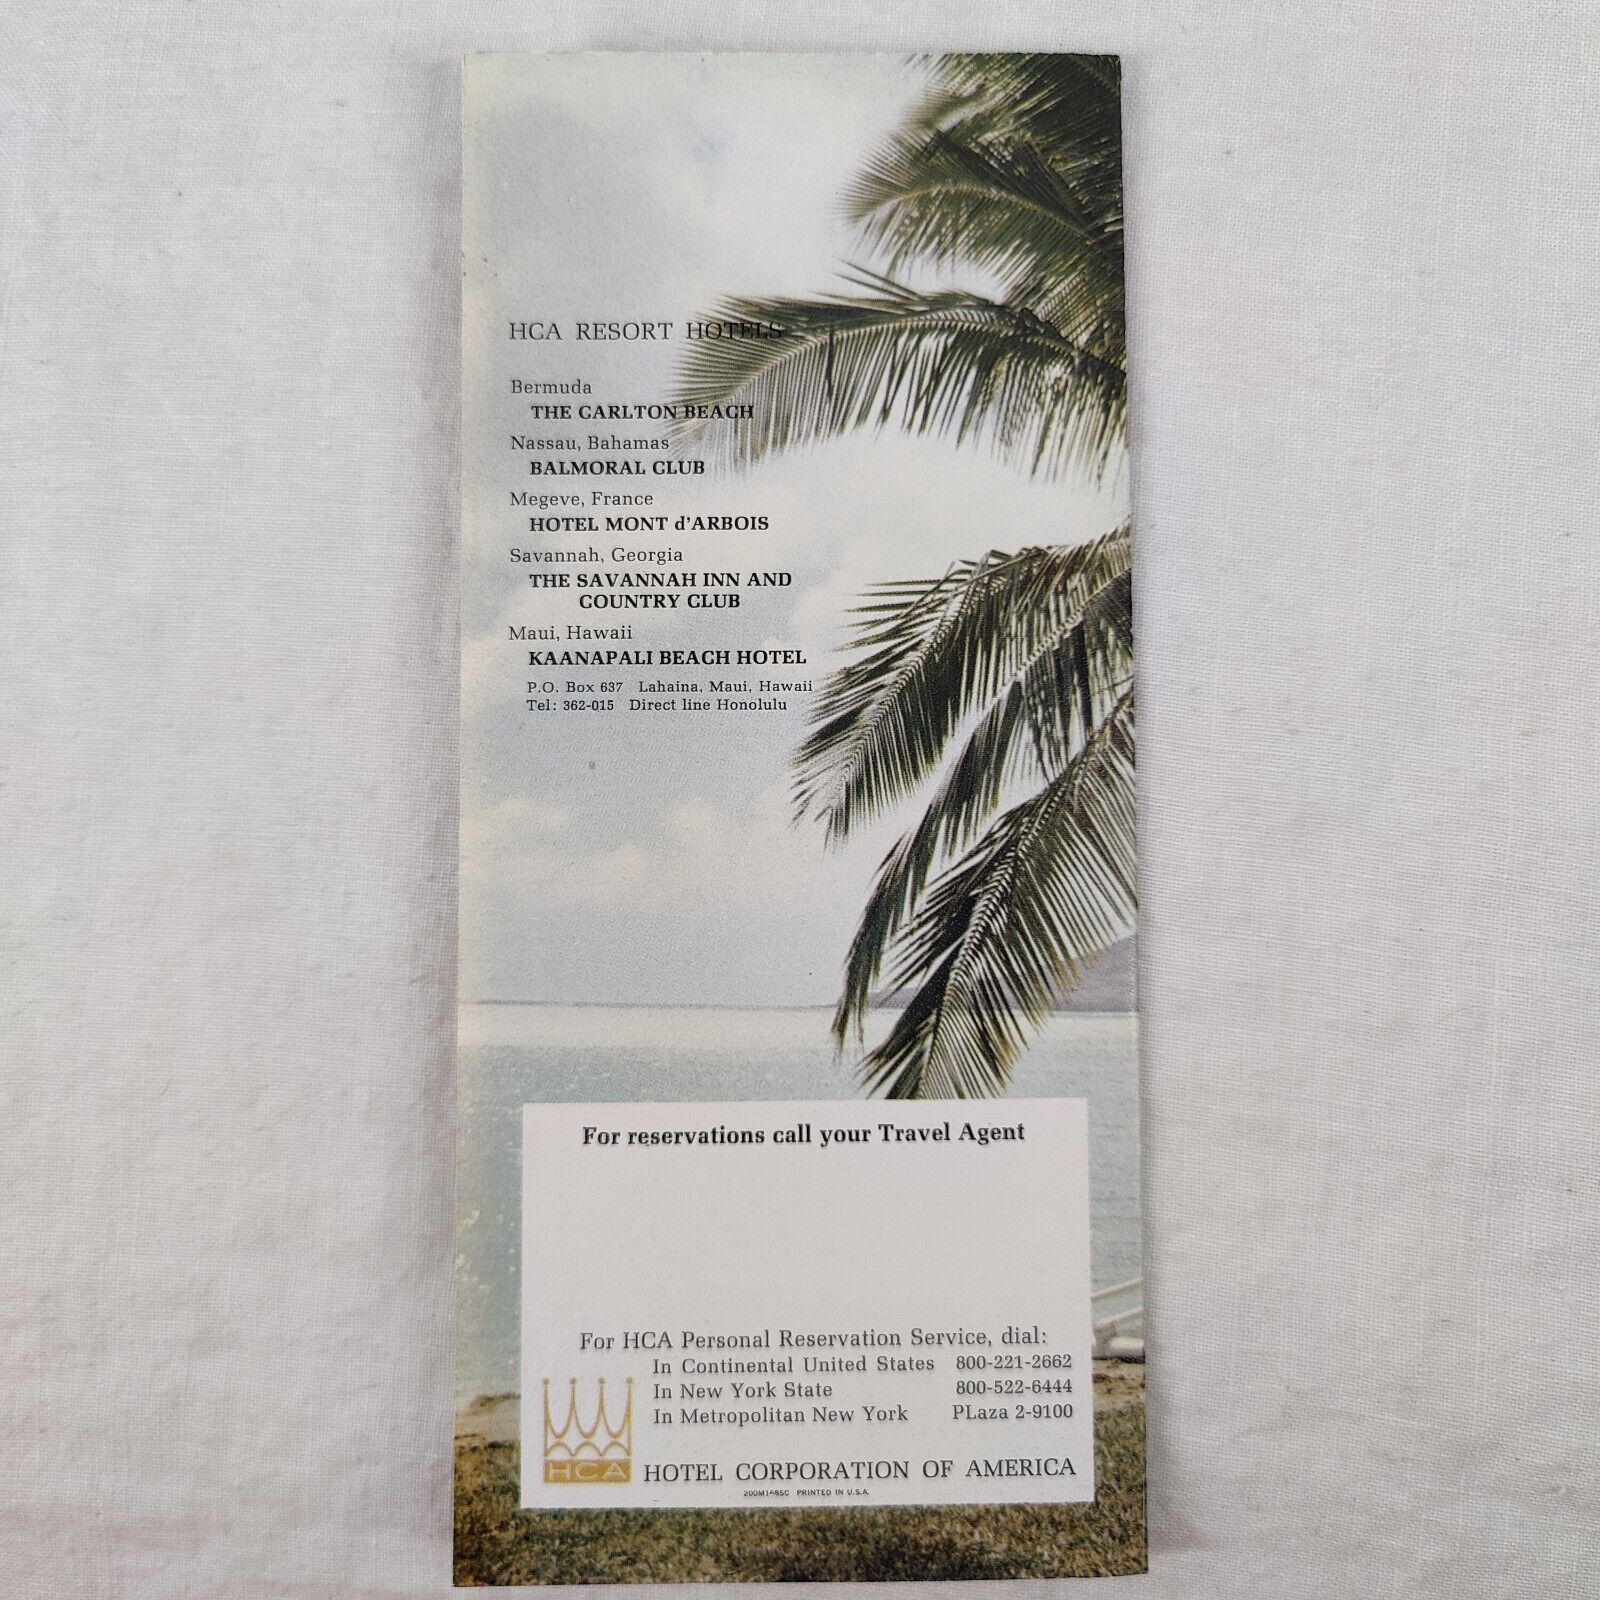 HCA RESORT HOTELS
Bermuda
THE CARLTON BEACH
Nassau, Bahamas
BALMORAL CLUB
Megeve, France
HOTEL MONT d'ARBOIS
Savannah, Georgia
THE SAVANNAH INN AND
COUNTRY CLUB
Maui, Hawaii
KAANAPALI BEACH HOTEL
P.O. Box 637 Lahaina, Maui, Hawaii
Tel: 362-015 Direct line Honolulu
For reservations call your Travel Agent
For HCA Personal Reservation Service, dial:
In Continental United States 800-221-2662
In New York State 800-522-6444
In Metropolitan New York PLaza 2-9100
HCA
HOTEL CORPORATION OF AMERICA
PRINTED IN U.S.A.